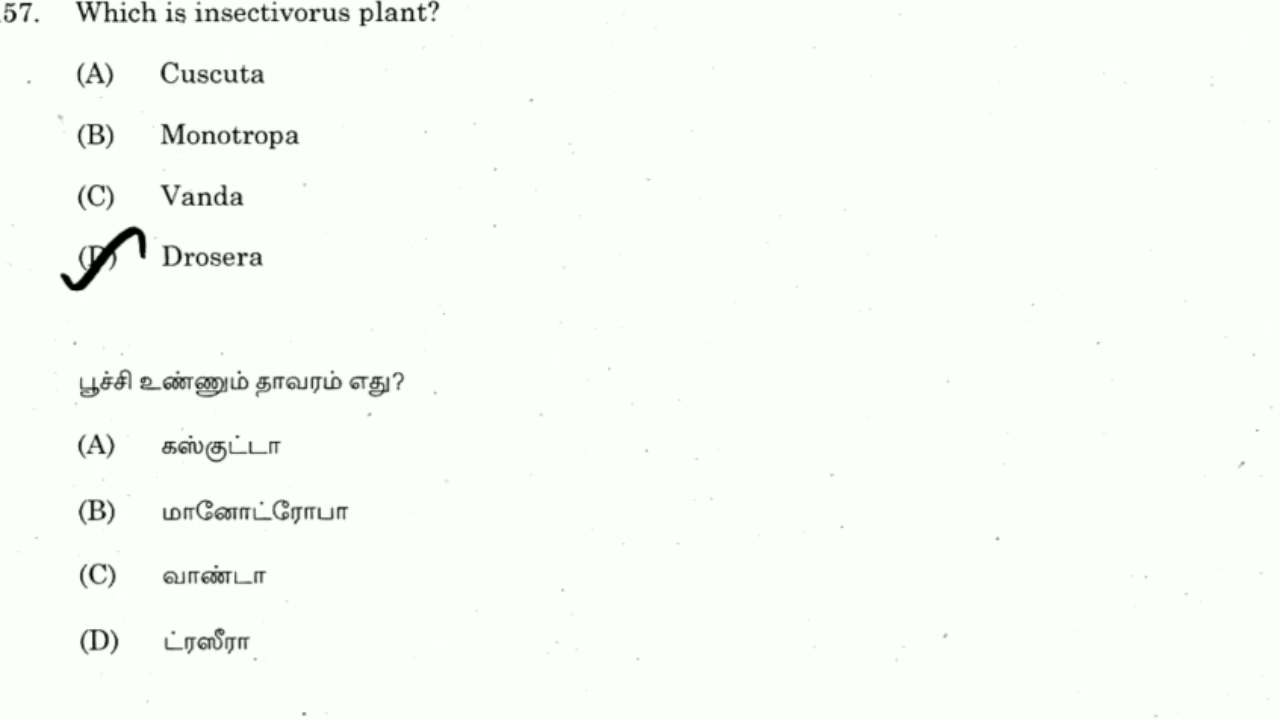 57. Which is insectivorus plant?
(A) Cuscuta
(B) Monotropa
(C) Vanda
(D) Drosera
பூச்சி உண்ணும் தாவரம் எது?
(A) கஸ்குட்டா
(B) மானோட்ரோபா
(C) வாண்டா
(D) ட்ரஸீரா